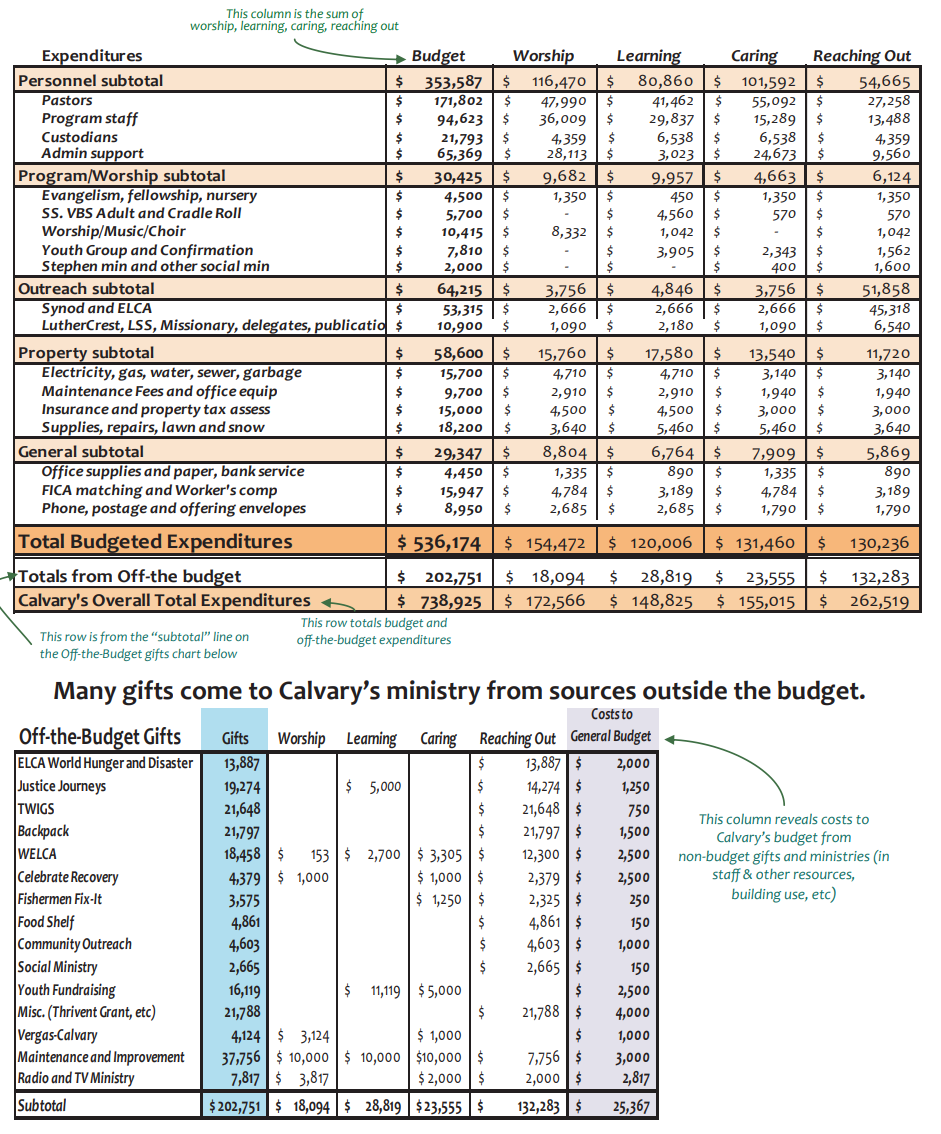 This column is the sum of
worship, learning, caring, reaching out
Expenditures Budget Worship Learning Caring Reaching Out
Personnel subtotal $ 353,587 $ 116,470 $ 80,860 $ 101,592 $ 54,665
Pastors $ 171,802 $ 47,990 $ 41,462 $ 55,092 $ 27,258
Program staff $ 94,623 $ 36,009 $ 29,837 $ 15,289 $ 13,488
Custodians $ 21,793 $ 4,359 $ 6,538 $ 6,538 $ 4,359
Admin support $ 65,369 $ 28,113 $ 3,023 $ 24,673 $ 9,560
Program/Worship subtotal $ 30,425 $ 9,682 $ 9,957 $ 4,663 $ 6,124
Evangelism, fellowship, nursery $ 4,500 $ 1,350 $ 450 $ 1,350 $ 1,350
SS. VBS Adult and Cradle Roll $ 5,700 $ - $ 4,560 $ 570 $ 570
Worship/Music/Choir $ 10,415 $ 8,332 $ 1,042 $ - $ 1,042
Youth Group and Confirmation $ 7,810 $ - $ 3,905 $ 2,343 $ 1,562
Stephen min and other social min $ 2,000 $ - $ - $ 400 $ 1,600
Outreach subtotal $ 64,215 $ 3,756 $ 4,846 $ 3,756 $ 51,858
Synod and ELCA $ 53,315 $ 2,666 $ 2,666 $ 2,666 $ 45,318
LutherCrest, LSS, Missionary, delegates, publicatio $ 10,900 $ 1,090 $ 2,180 $ 1,090 $ 6,540
Property subtotal $ 58,600 $ 15,760 $ 17,580 $ 13,540 $ 11,720
Electricity, gas, water, sewer, garbage $ 15,700 $ 4,710 $ 4,710 $ 3,140 $ 3,140
Maintenance Fees and office equip $ 9,700 $ 2,910 $ 2,910 $ 1,940 $ 1,940
Insurance and property tax assess $ 15,000 $ 4,500 $ 4,500 $ 3,000 $ 3,000
Supplies, repairs, lawn and snow $ 18,200 $ 3,640 $ 5,460 $ 5,460 $ 3,640
General subtotal $ 29,347 $ 8,804 $ 6,764 $ 7,909 $ 5,869
Office supplies and paper, bank service $ 4,450 $ 1,335 $ 890 $ 1,335 $ 890
FICA matching and Worker's comp $ 15,947 $ 4,784 $ 3,189 $ 4,784 $ 3,189
Phone, postage and offering envelopes $ 8,950 $ 2,685 $ 2,685 $ 1,790 $ 1,790
Total Budgeted Expenditures $ 536,174 $ 154,472 $ 120,006 $ 131,460 $ 130,236
Totals from Off-the budget $ 202,751 $ 18,094 $ 28,819 $ 23,555 $ 132,283
Calvary's Overall Total Expenditures $ 738,925 $ 172,566 $ 148,825 $ 155,015 $ 262,519
This row is from the “subtotal” line on
the Off-the-Budget gifts chart below
This row totals budget and
off-the-budget expenditures
Many gifts come to Calvary’s ministry from sources outside the budget.
Off-the-Budget Gifts Gifts Worship Learning Caring Reaching Out Costs to
General Budget
ELCA World Hunger and Disaster 13,887 $ 13,887 $ 2,000
Justice Journeys 19,274 $ 5,000 $ 14,274 $ 1,250
TWIGS 21,648 $ 21,648 $ 750
Backpack 21,797 $ 21,797 $ 1,500
WELCA 18,458 $ 153 $ 2,700 $ 3,305 $ 12,300 $ 2,500
Celebrate Recovery 4,379 $ 1,000 $ 1,000 $ 2,379 $ 2,500
Fishermen Fix-It 3,575 $ 1,250 $ 2,325 $ 250
Food Shelf 4,861 $ 4,861 $ 150
Community Outreach 4,603 $ 4,603 $ 1,000
Social Ministry 2,665 $ 2,665 $ 150
Youth Fundraising 16,119 $ 11,119 $ 5,000 $ 2,500
Misc. (Thrivent Grant, etc) 21,788 $ 21,788 $ 4,000
Vergas-Calvary 4,124 $ 3,124 $ 1,000 $ 1,000
Maintenance and Improvement 37,756 $ 10,000 $ 10,000 $10,000 $ 7,756 $ 3,000
Radio and TV Ministry 7,817 $ 3,817 $ 2,000 $ 2,000 $ 2,817
Subtotal $ 202,751 $ 18,094 $ 28,819 $ 23,555 $ 132,283 $ 25,367
This column reveals costs to
Calvary’s budget from
non-budget gifts and ministries (in
staff & other resources,
building use, etc)